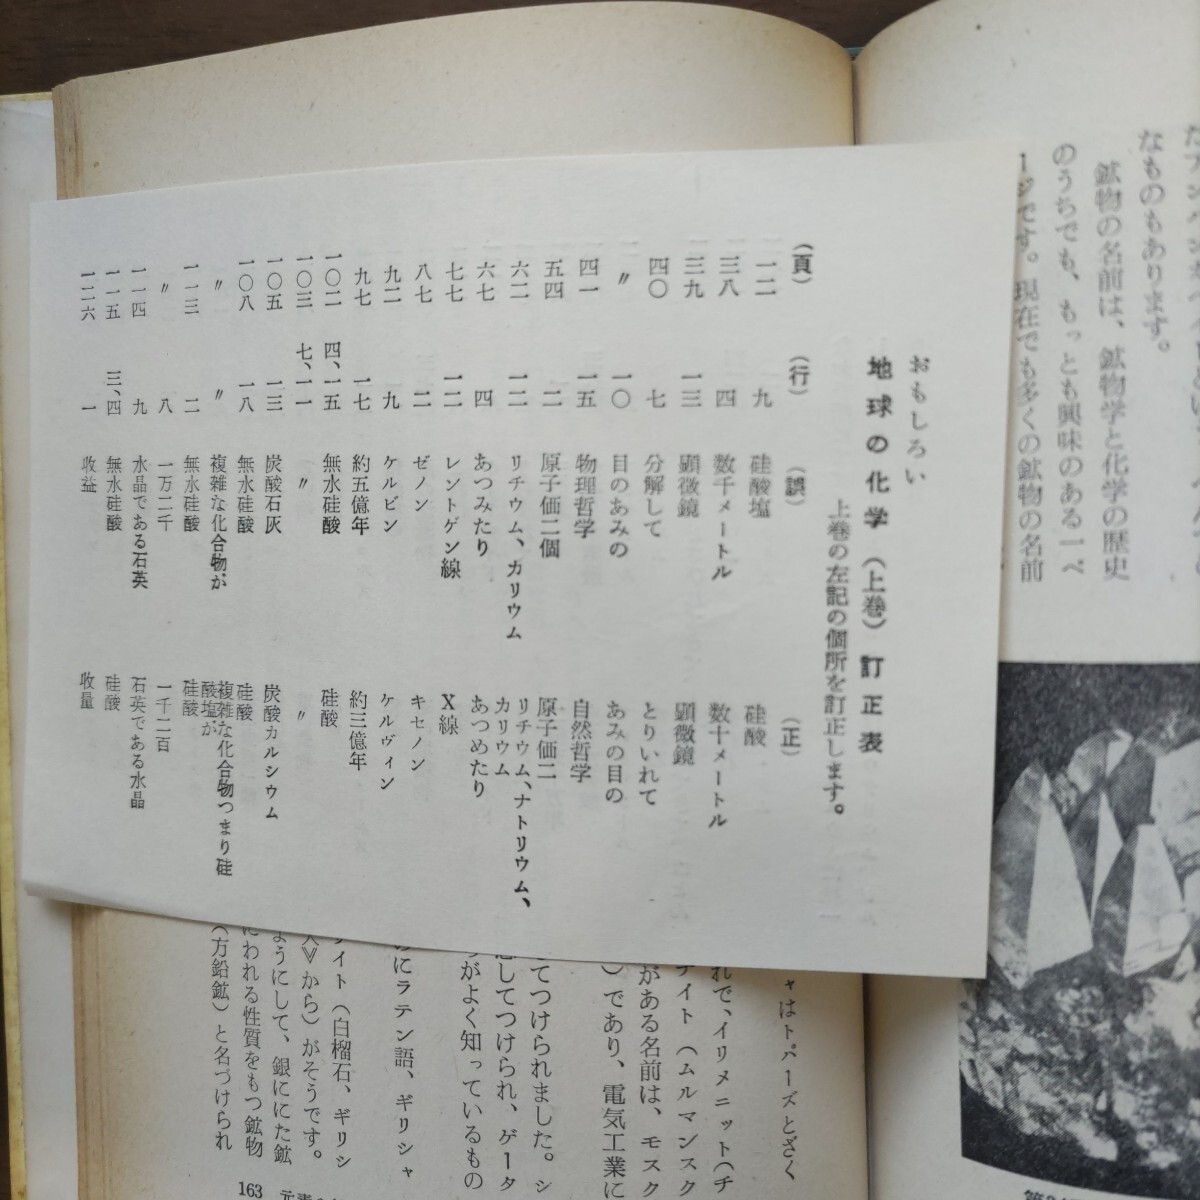 なものもあります。
鉱物の名前は、鉱物学と化学の歴史
のうちでも、もっとも興味のある一ペ
ージです。現在でも多くの鉱物の名前
おもしろい
地球の化学(上巻)訂正表
上巻の左記の個所を訂正します。
(頁) (行) (誤) (正)
一二 九 硅酸塩 硅酸
三八 四 数千メートル 数十メートル
三九 一三 顕微鏡 顕微鏡
四〇 七 分解して とりいれて
〃 一〇 目のあみの あみの目の
四一 一五 物理哲学 自然哲学
五四 二 原子価二個 原子価二
六二 一二 リチウム、カリウム リチウム、ナトリウム、
カリウム
六七 四 あつみたり あつめたり
七七 一二 レントゲン線 X線
八七 二 ゼノン キセノン
九二 九 ケルビン ケルヴィン
九七 一七 約五億年 約三億年
一〇二 四、一五 無水硅酸 硅酸
一〇三 七、一一 〃 〃
一〇五 一三 炭酸石灰 炭酸カルシウム
一〇八 一八 無水硅酸 硅酸
〃 〃 複雑な化合物が 複雑な化合物つまり硅
酸塩が
一一三 二 無水硅酸 硅酸
〃 八 一万二千 一千二百
一一四 九 水晶である石英 石英である水晶
一一五 三、四 無水硅酸 硅酸
一二六 一 収益 収量
ャはトパーズとざく
れで、イリメニット(チ
ナイト(ムルマンスク
がある名前は、モスク
)であり、電気工業に
てつけられました。シ
してつけられ、ゲータ
がよく知っているもの
にラテン語、ギリシャ
イト(白榴石、ギリシ
》から)がそうです。
ようにして、銀ににた鉱
にわれる性質をもつ鉱物
(方鉛鉱)と名づけられ
163